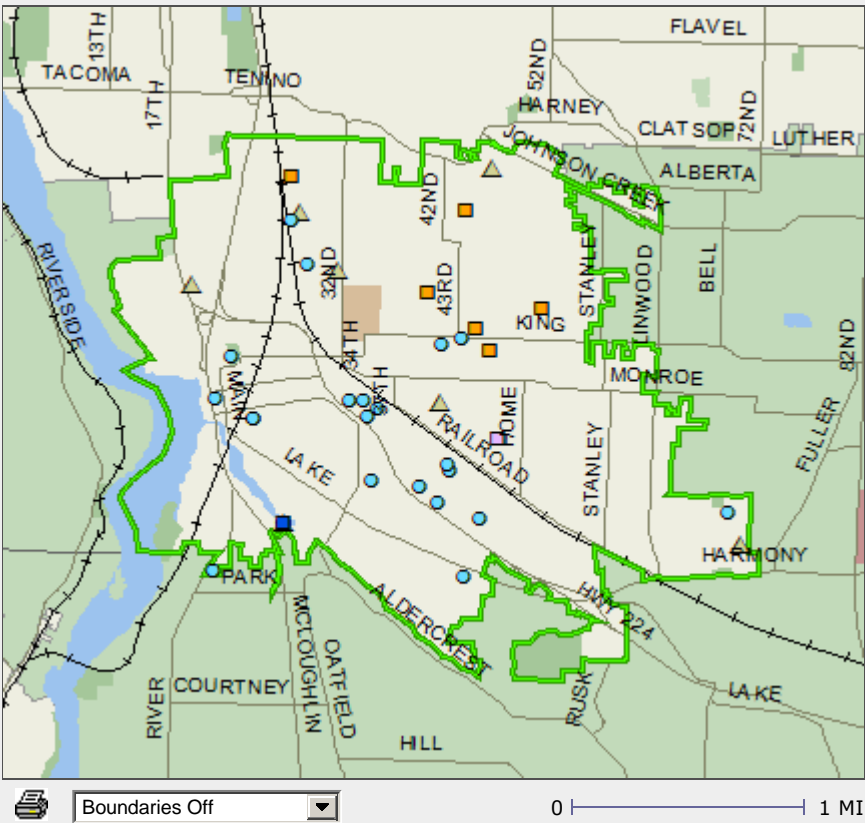 FLAVEL
13TH
52ND
TACOMA
TENINO
17TH
HARNEY
72ND
CLATSOP
LUTHER
JOHNSON CREEK
ALBERTA
42ND
RIVERSIDE
32ND
STANLEY
LINWOOD
BELL
43RD
KING
34TH
82ND
MAIN
MONROE
HOME
RAILROAD
FULLER
LAKE
STANLEY
HARMONY
PARK
HWY 224
ALDERCREST
MCLOUGHLIN
OATFIELD
RIVER
COURTNEY
RUSK
LAKE
HILL
Boundaries Off
0 1 MI